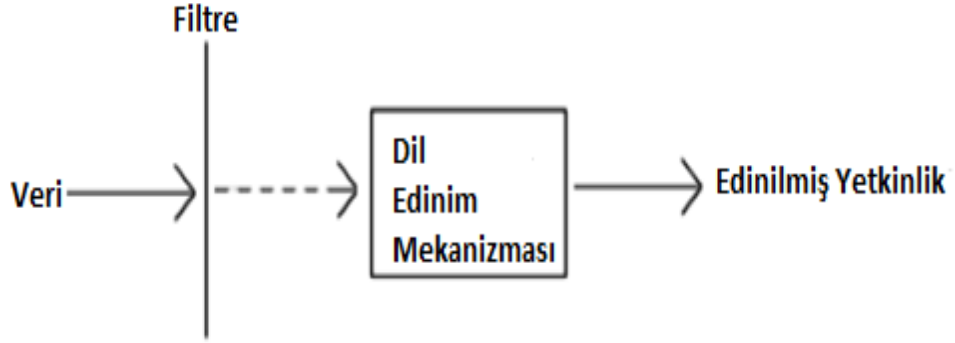 Filtre
Veri
Dil
Edinim
Mekanizması
Edinilmiş Yetkinlik